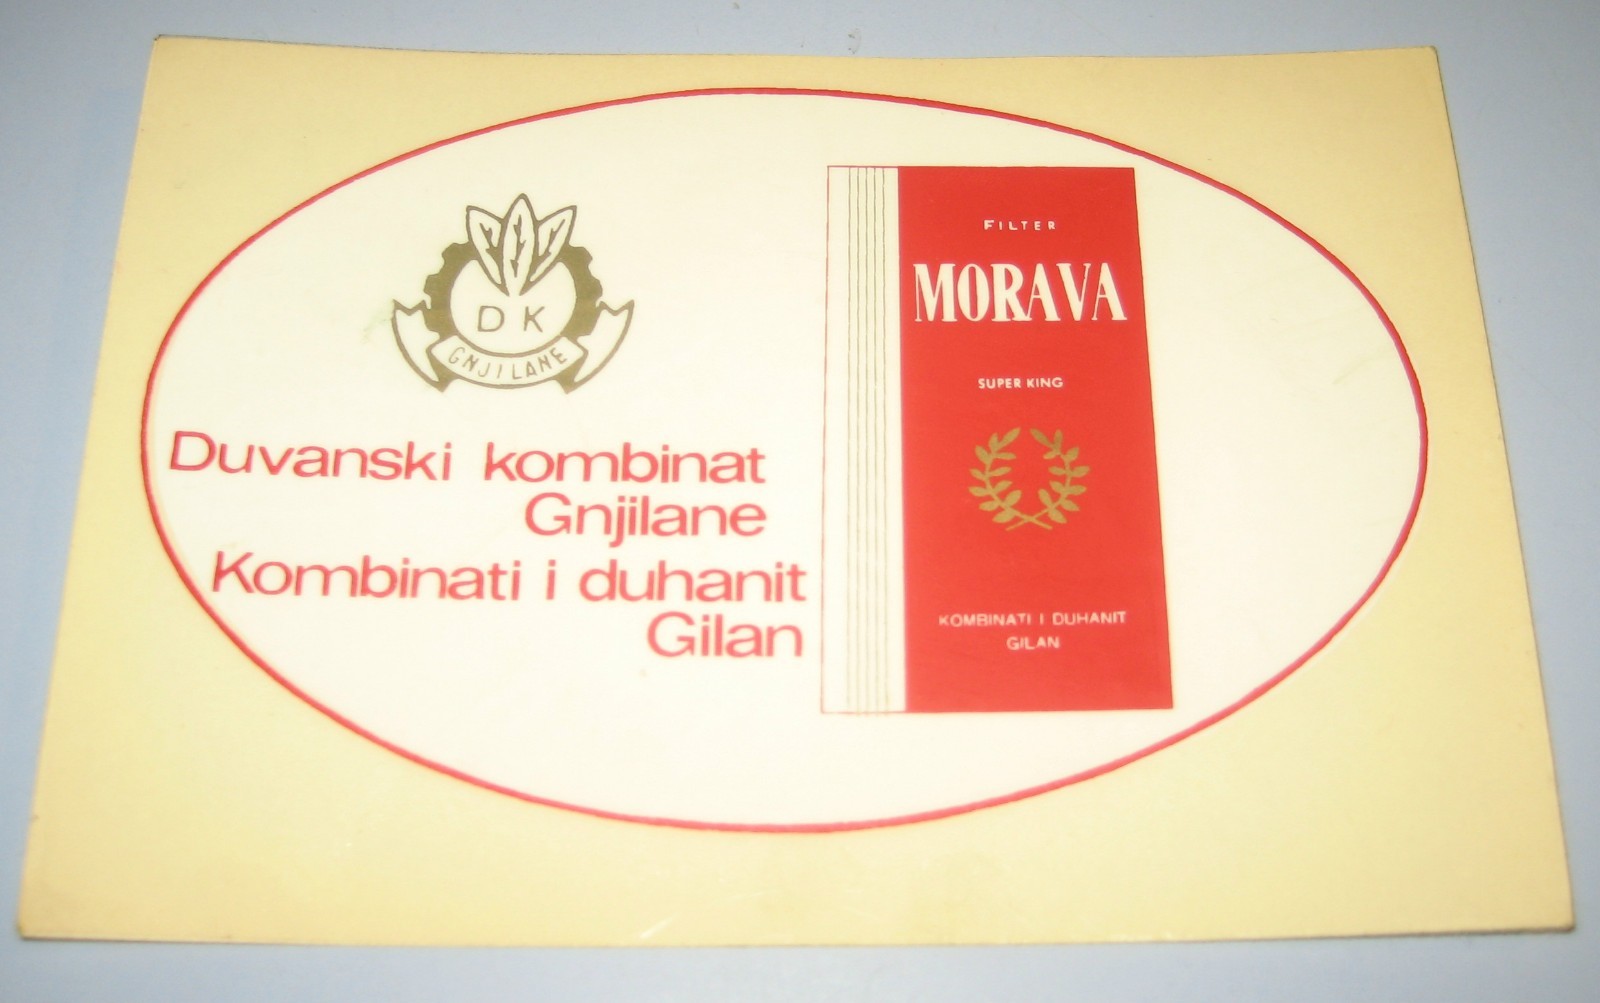 DK
GNJILANE
Duvanski kombinat
Gnjilane
Kombinati i duhanit
Gilan
FILTER
MORAVA
SUPER KING
KOMBINATI I DUHANIT
GILAN